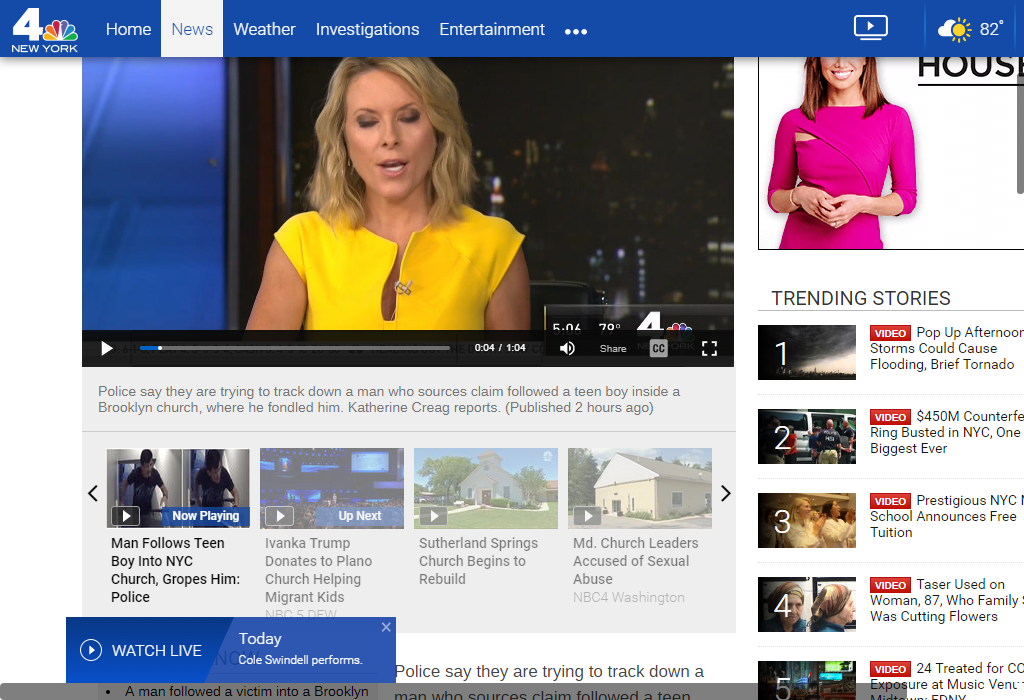 4
NEW YORK
Home
News
Weather
Investigations
Entertainment
82°
HOUSE
5:06 79° 4
0:04 / 1:04
Share
CC
Police say they are trying to track down a man who sources claim followed a teen boy inside a
Brooklyn church, where he fondled him. Katherine Creag reports. (Published 2 hours ago)
Now Playing
Man Follows Teen
Boy Into NYC
Church, Gropes Him:
Police
Up Next
Ivanka Trump
Donates to Plano
Church Helping
Migrant Kids
NBC 5 DFW
Sutherland Springs
Church Begins to
Rebuild
Md. Church Leaders
Accused of Sexual
Abuse
NBC4 Washington
WATCH LIVE
Today
Cole Swindell performs.
NOW
• A man followed a victim into a Brooklyn
Police say they are trying to track down a
man who sources claim followed a teen
TRENDING STORIES
1
VIDEO Pop Up Afternoon
Storms Could Cause
Flooding, Brief Tornado
2
VIDEO $450M Counterfe
Ring Busted in NYC, One
Biggest Ever
3
VIDEO Prestigious NYC M
School Announces Free
Tuition
4
VIDEO Taser Used on
Woman, 87, Who Family S
Was Cutting Flowers
5
VIDEO 24 Treated for CO
Exposure at Music Venu
Midtown: FDNY